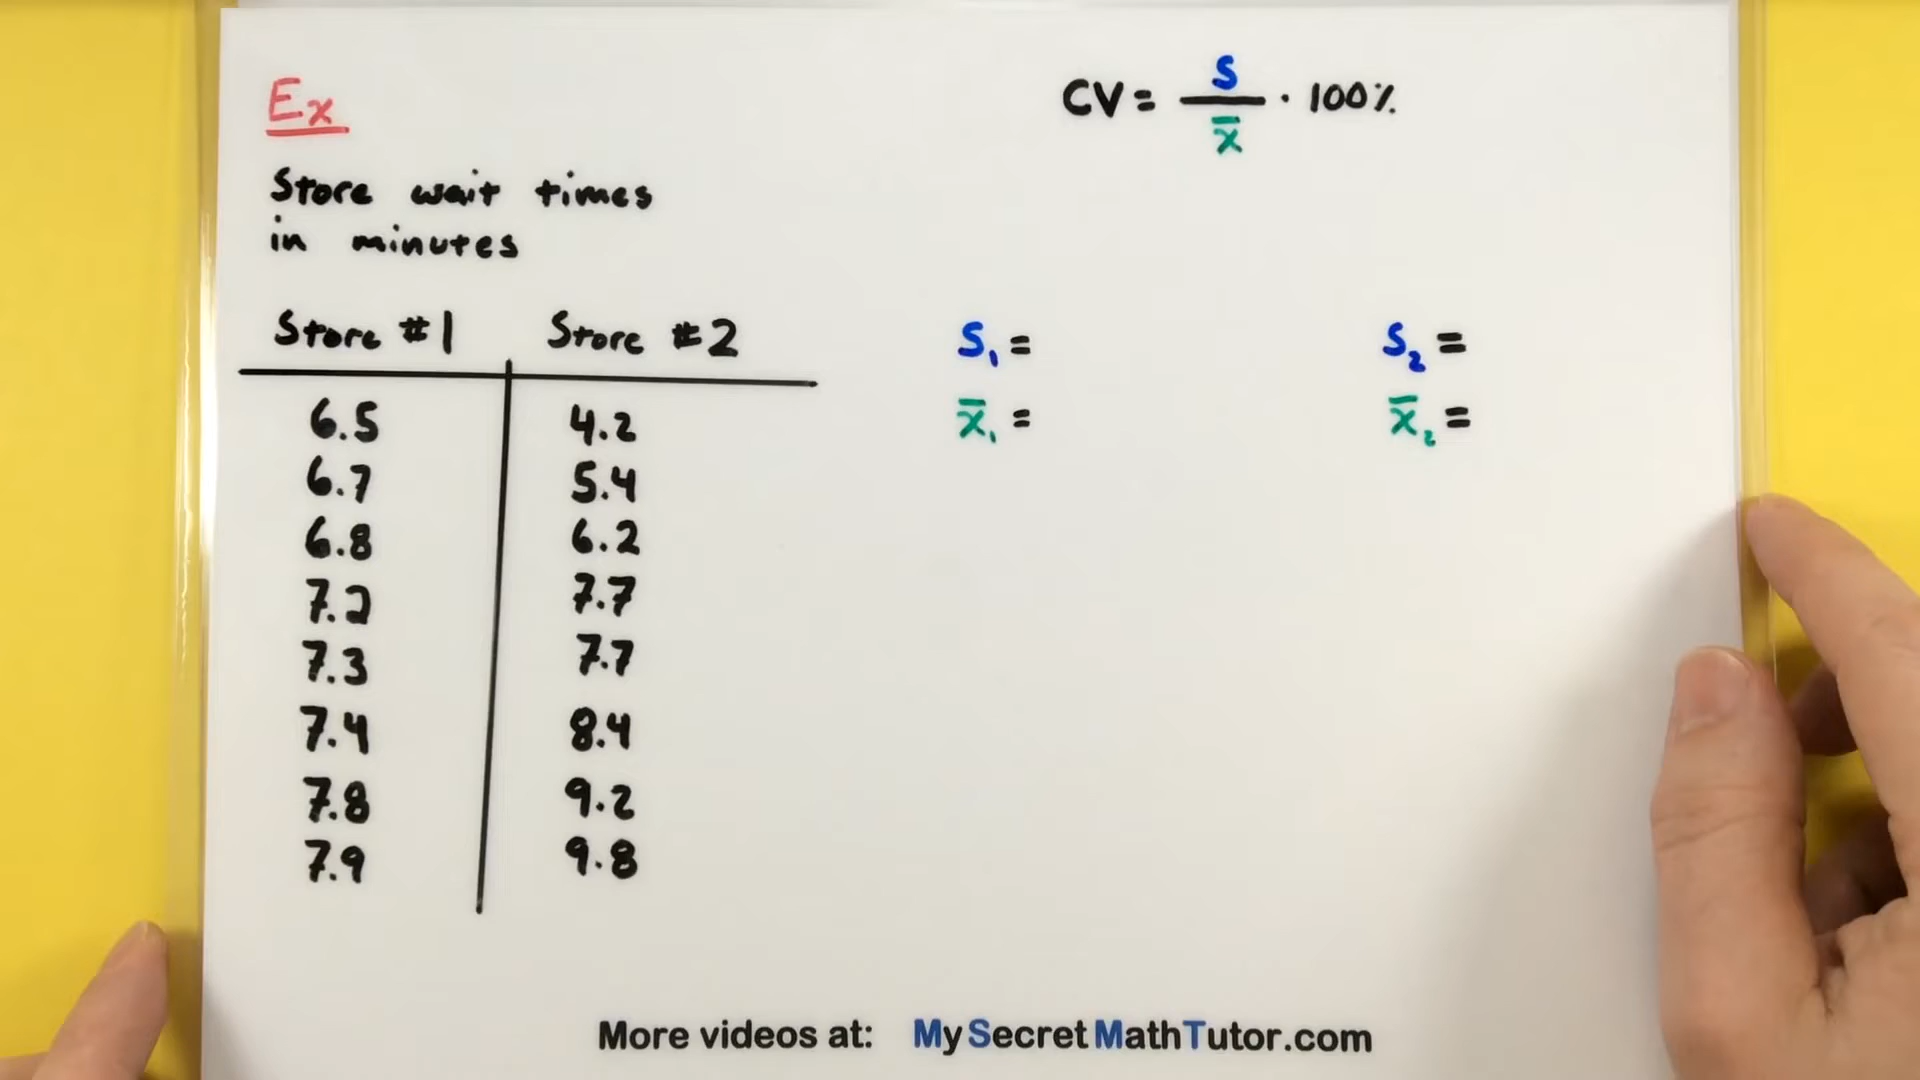 Ex
CV = s / x̄ · 100%
Store wait times
in minutes
Store #1 Store #2
s₁ = s₂ =
x̄₁ = x̄₂ =
6.5 4.2
6.7 5.4
6.8 6.2
7.2 7.7
7.3 7.7
7.4 8.4
7.8 9.2
7.9 9.8
More videos at: MySecretMathTutor.com